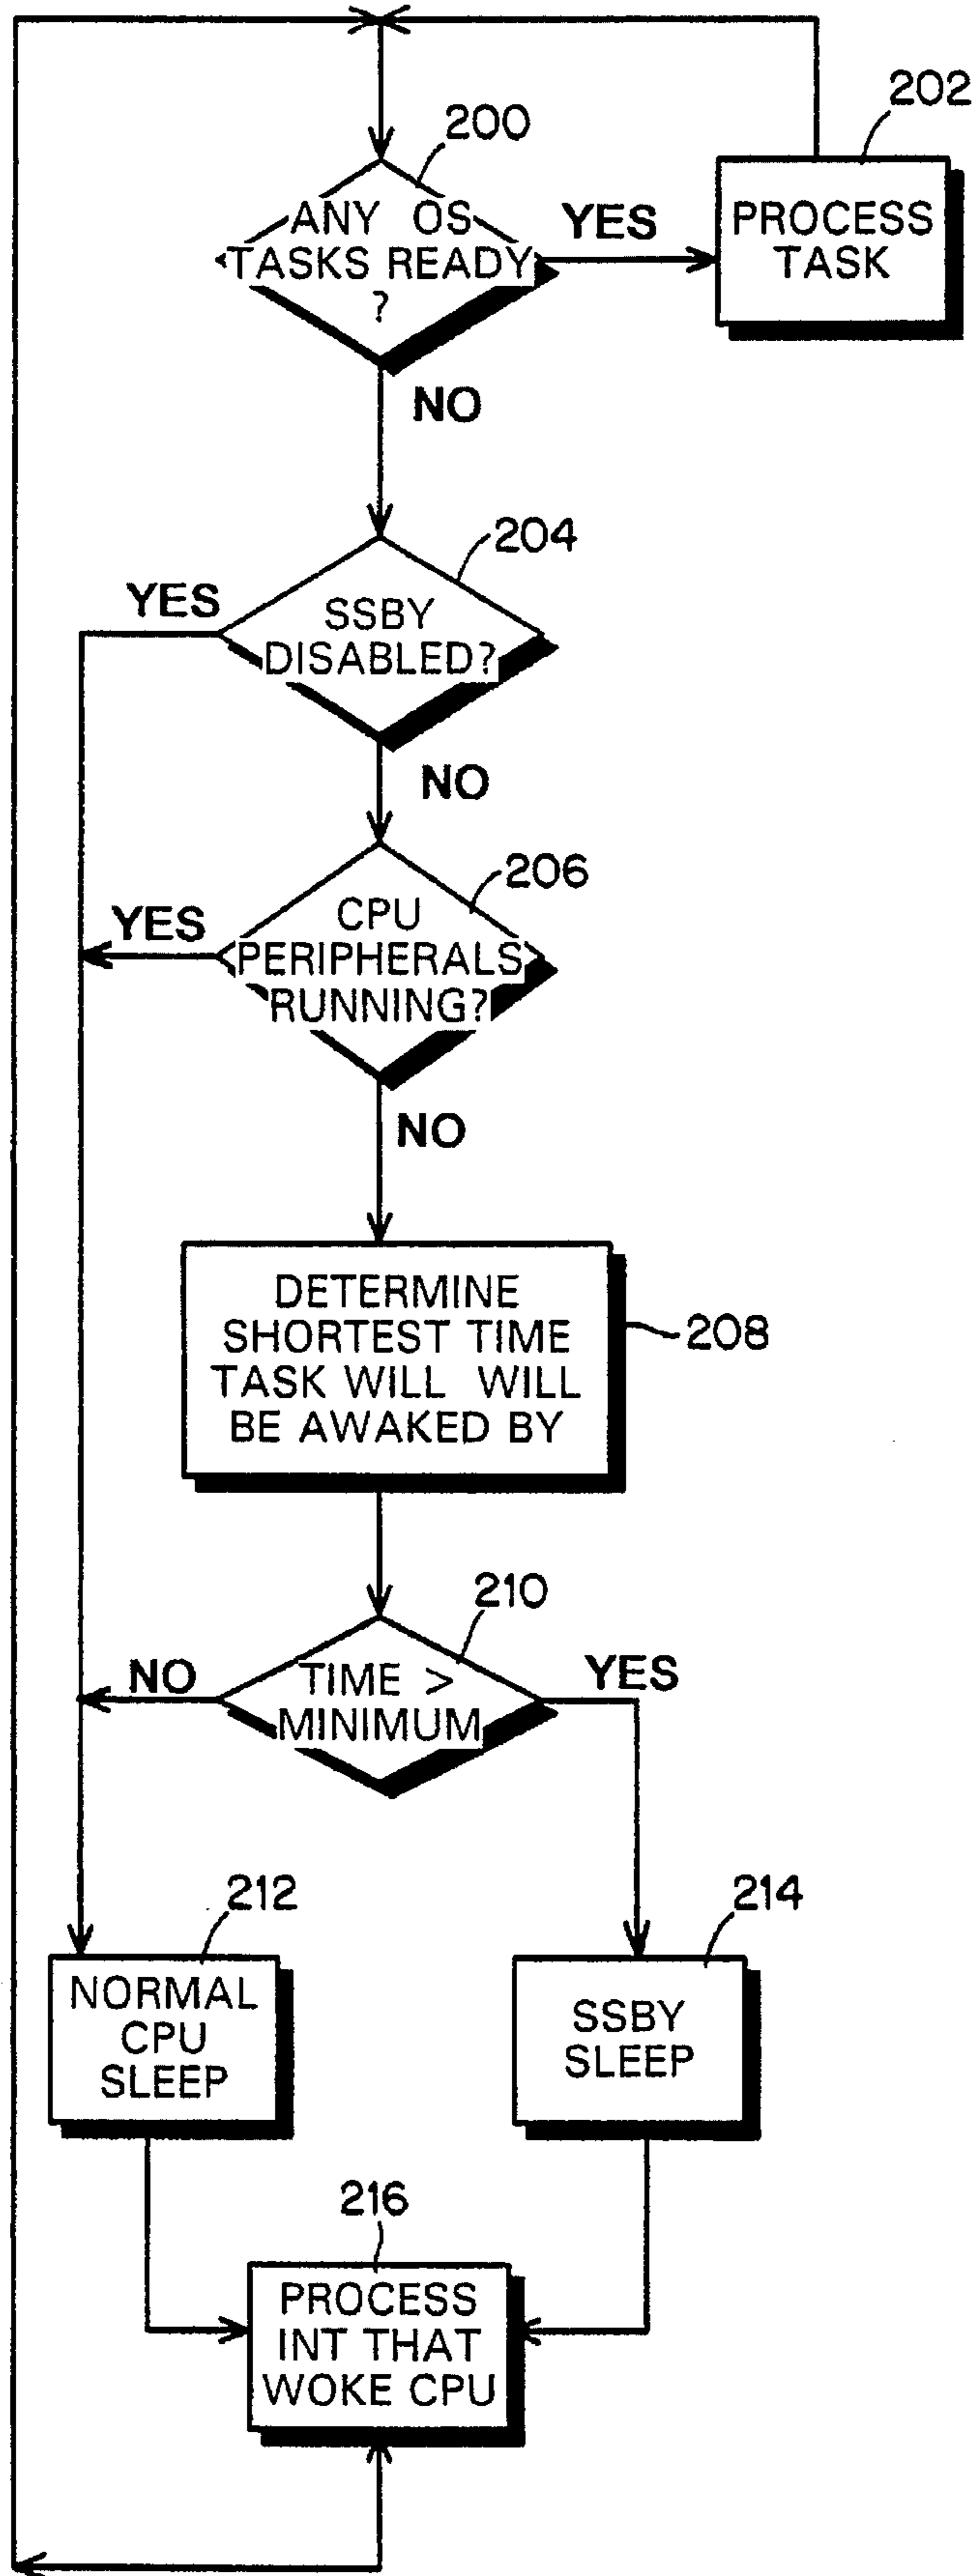 202
200
ANY OS
TASKS READY
?
YES
PROCESS
TASK
NO
204
YES
SSBY
DISABLED?
NO
206
YES
CPU
PERIPHERALS
RUNNING?
NO
DETERMINE
SHORTEST TIME
TASK WILL WILL
BE AWAKED BY
208
210
NO
TIME >
MINIMUM
YES
212
214
NORMAL
CPU
SLEEP
SSBY
SLEEP
216
PROCESS
INT THAT
WOKE CPU